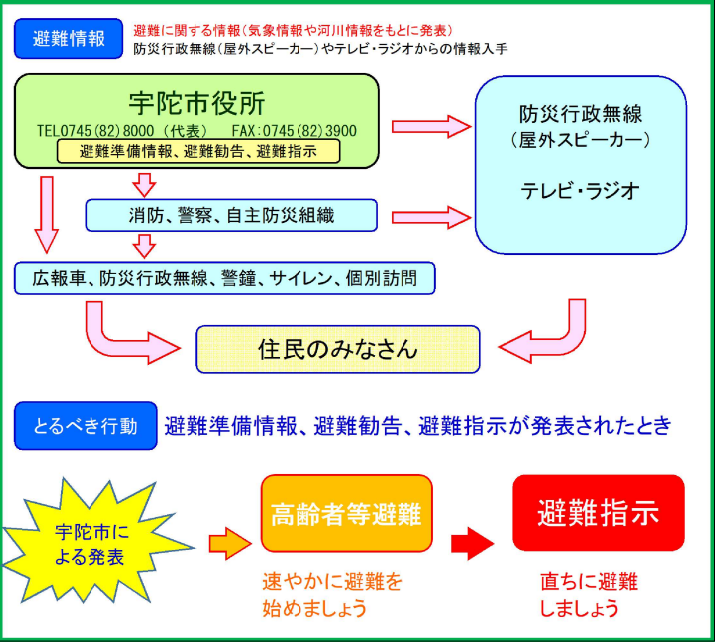 避難情報
避難に関する情報(気象情報や河川情報をもとに発表)
防災行政無線(屋外スピーカー)やテレビ・ラジオからの情報入手
宇陀市役所
TEL0745(82)8000 (代表) FAX:0745(82)3900
避難準備情報、避難勧告、避難指示
防災行政無線
(屋外スピーカー)
テレビ・ラジオ
消防、警察、自主防災組織
広報車、防災行政無線、警鐘、サイレン、個別訪問
住民のみなさん
とるべき行動
避難準備情報、避難勧告、避難指示が発表されたとき
宇陀市に
よる発表
高齢者等避難
速やかに避難を
始めましょう
避難指示
直ちに避難
しましょう